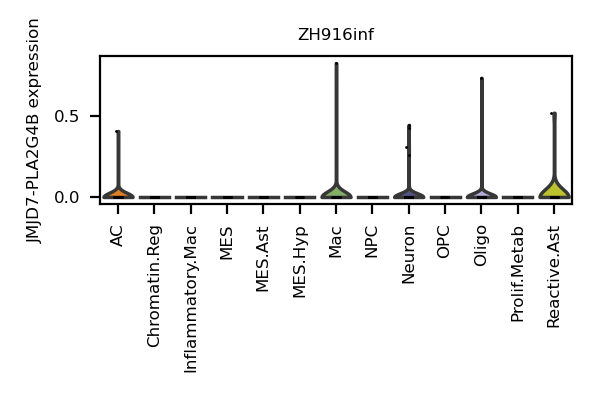 ZH916inf
JMJD7-PLA2G4B expression
0.5
0.0
AC
Chromatin.Reg
Inflammatory.Mac
MES
MES.Ast
MES.Hyp
Mac
NPC
Neuron
OPC
Oligo
Prolif.Metab
Reactive.Ast